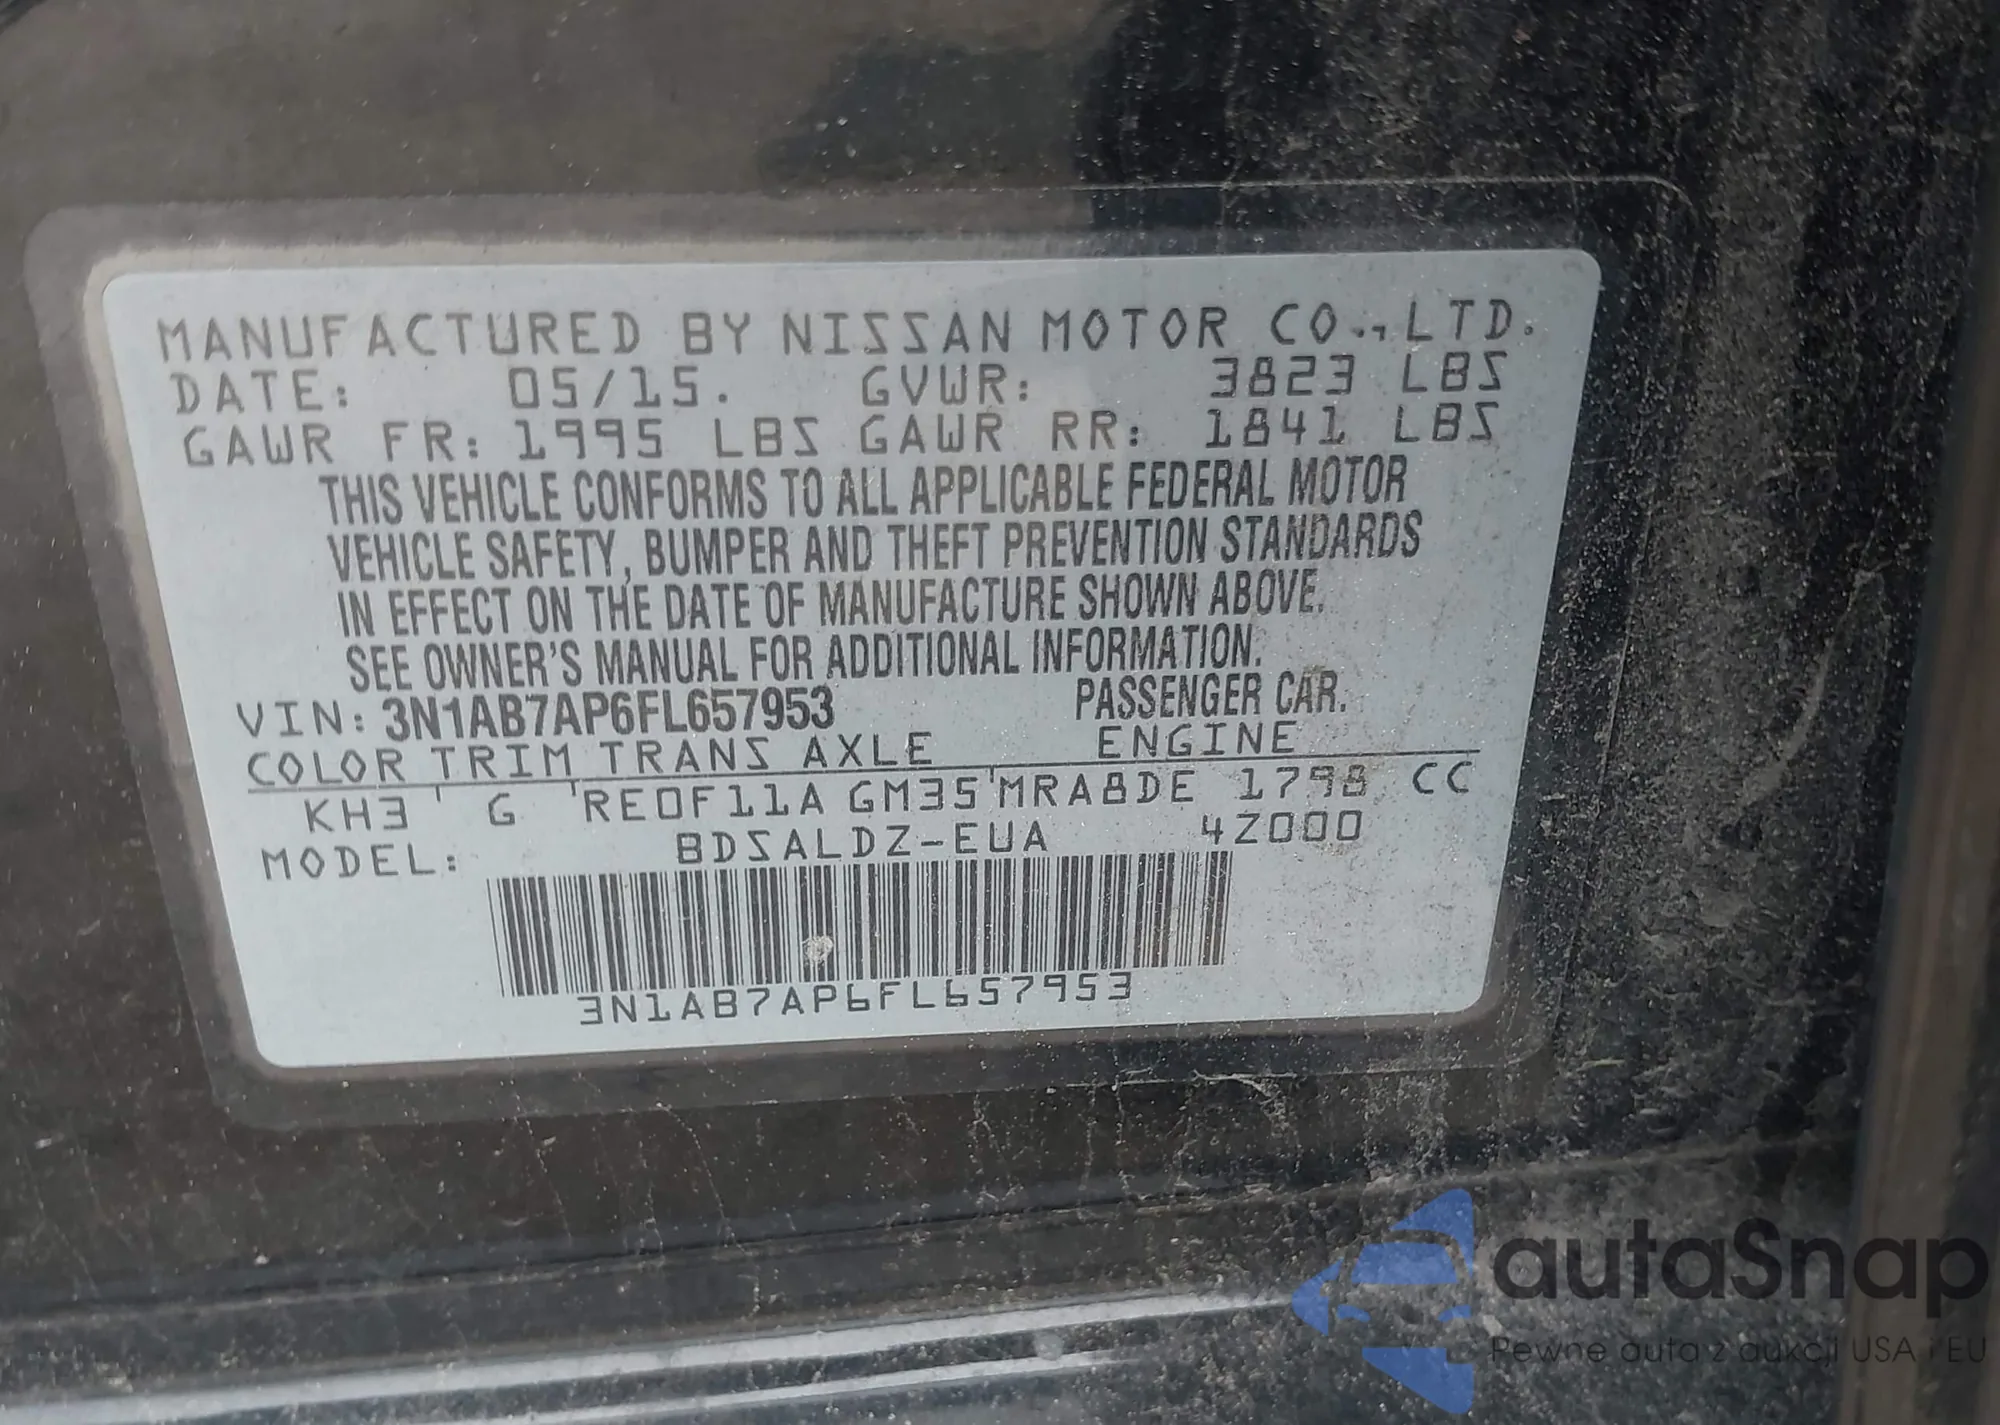 MANUFACTURED BY NISSAN MOTOR CO., LTD.
DATE: 05/15. GVWR: 3823 LBS
GAWR FR: 1995 LBS GAWR RR: 1841 LBS
THIS VEHICLE CONFORMS TO ALL APPLICABLE FEDERAL MOTOR
VEHICLE SAFETY, BUMPER AND THEFT PREVENTION STANDARDS
IN EFFECT ON THE DATE OF MANUFACTURE SHOWN ABOVE.
SEE OWNER'S MANUAL FOR ADDITIONAL INFORMATION.
VIN: 3N1AB7AP6FL657953 PASSENGER CAR.
COLOR TRIM TRANS AXLE ENGINE
KH3 ' G 'RE0F11A GM35'MRA8DE 1798 CC
MODEL: BDSALDZ-EUA 4Z000
3N1AB7AP6FL657953
autaSnap
Pewne auta z aukcji USA i EU